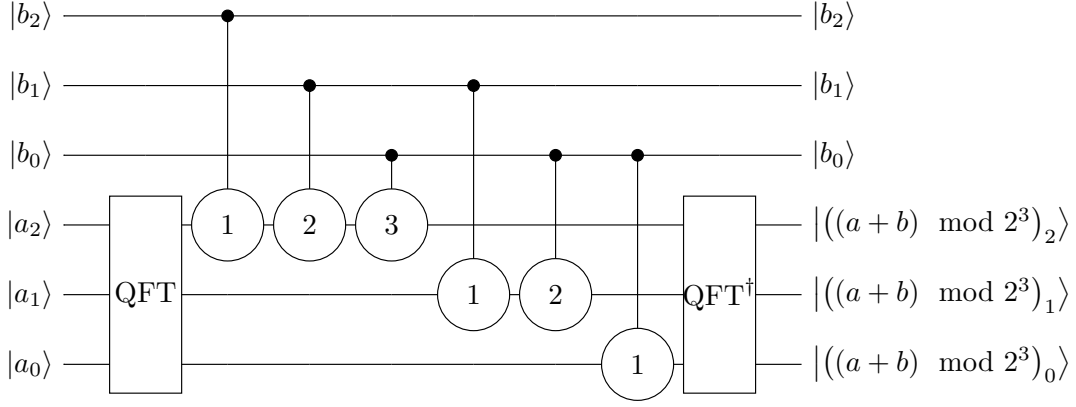 |b₂⟩ |b₂⟩
|b₁⟩ |b₁⟩
|b₀⟩ |b₀⟩
|a₂⟩ 1 2 3 |((a + b) mod 2³)₂⟩
|a₁⟩ QFT 1 2 QFT† |((a + b) mod 2³)₁⟩
|a₀⟩ 1 |((a + b) mod 2³)₀⟩